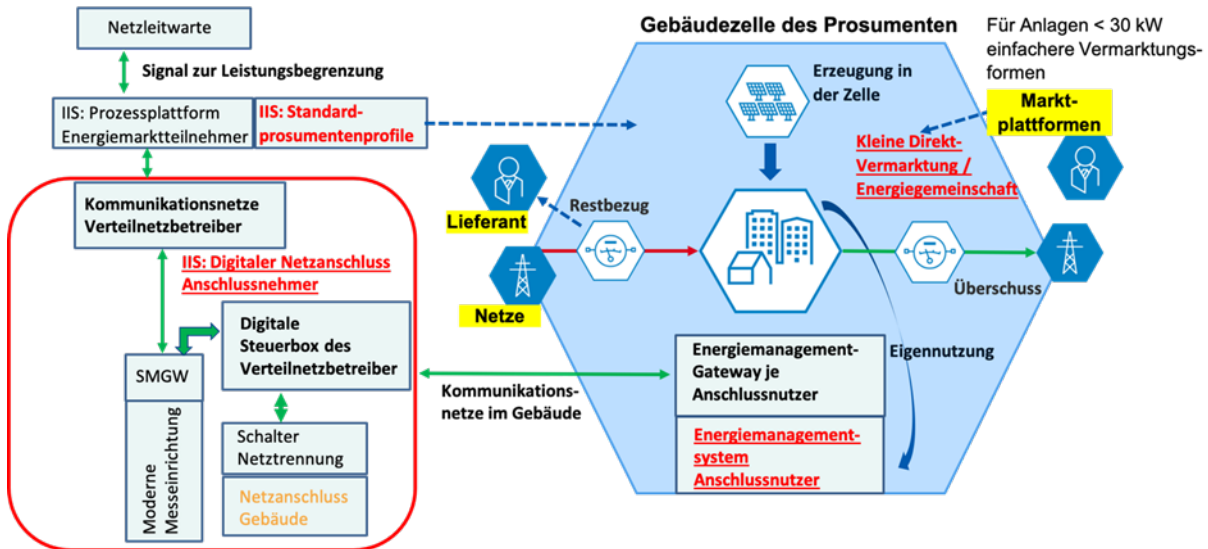 Netzleitwarte
Signal zur Leistungsbegrenzung
IIS: Prozessplattform
Energiemarktteilnehmer
IIS: Standard-
prosumentenprofile
Kommunikationsnetze
Verteilnetzbetreiber
IIS: Digitaler Netzanschluss
Anschlussnehmer
Digitale
Steuerbox des
Verteilnetzbetreiber
SMGW
Moderne
Messeinrichtung
Schalter
Netztrennung
Netzanschluss
Gebäude
Kommunikations-
netze im Gebäude
Gebäudezelle des Prosumenten
Erzeugung in
der Zelle
Für Anlagen < 30 kW
einfachere Vermarktungs-
formen
Markt-
plattformen
Kleine Direkt-
Vermarktung /
Energiegemeinschaft
Lieferant
Restbezug
Netze
Überschuss
Eigennutzung
Energiemanagement-
Gateway je
Anschlussnutzer
Energiemanagement-
system
Anschlussnutzer